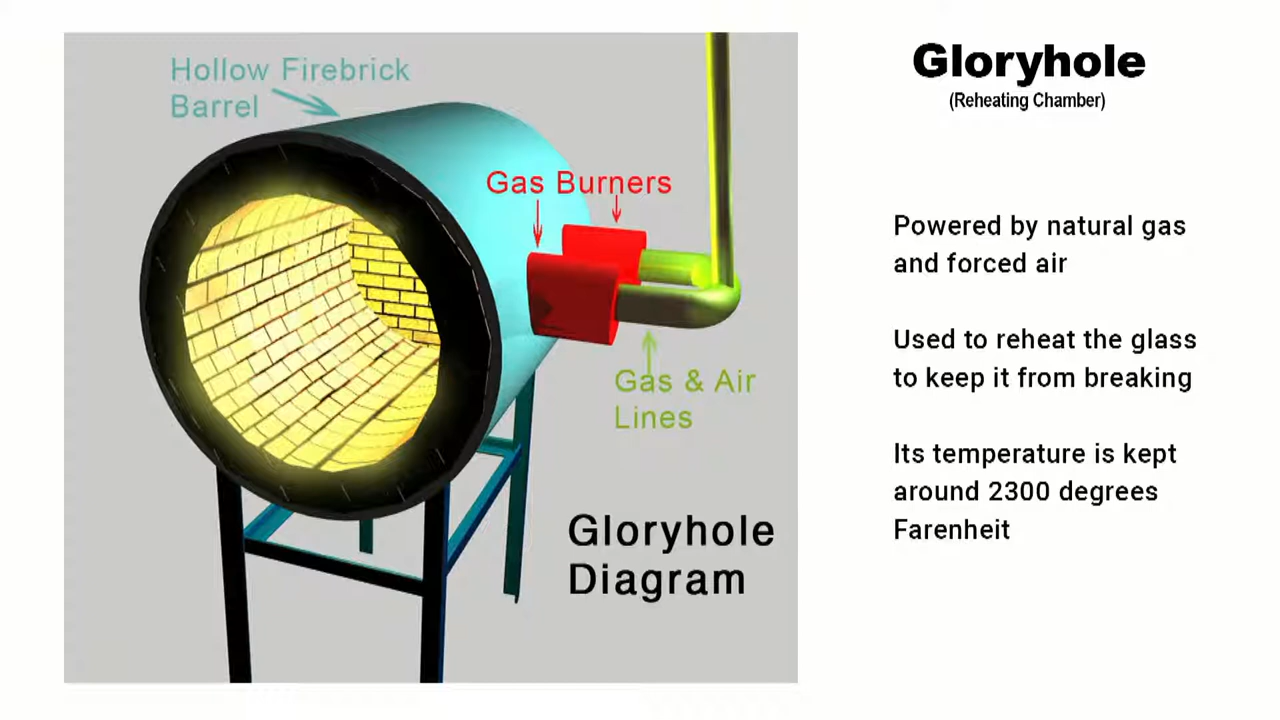 Hollow Firebrick
Barrel
Gas Burners
Gas & Air
Lines
Gloryhole
Diagram
Gloryhole
(Reheating Chamber)
Powered by natural gas
and forced air
Used to reheat the glass
to keep it from breaking
Its temperature is kept
around 2300 degrees
Farenheit